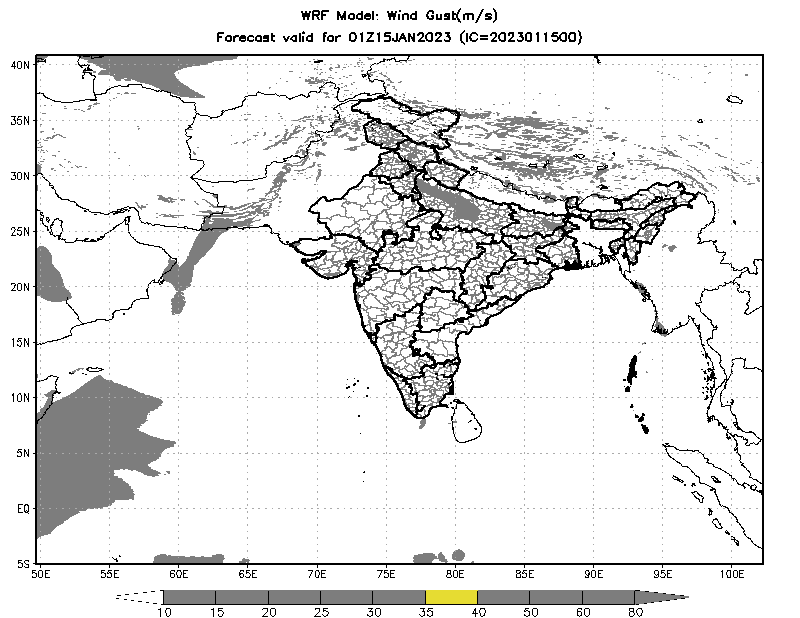 WRF Model: Wind Gust(m/s)
Forecast valid for 01Z15JAN2023 (IC=2023011500)
40N
35N
30N
25N
20N
15N
10N
5N
EQ
5S
50E 55E 60E 65E 70E 75E 80E 85E 90E 95E 100E
10 15 20 25 30 35 40 50 60 80